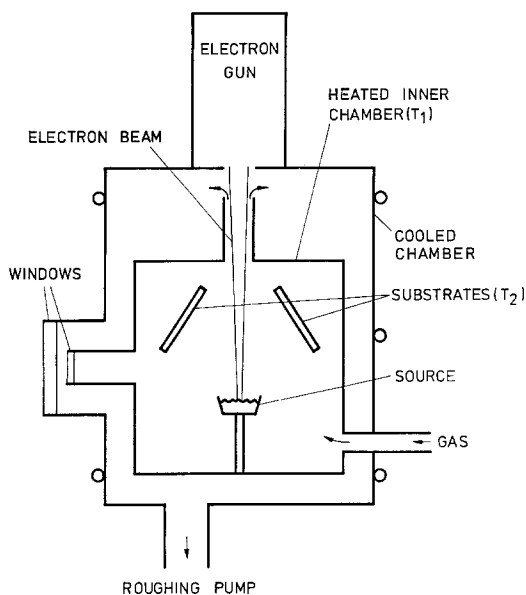 ELECTRON
GUN
HEATED INNER
CHAMBER(T₁)
ELECTRON BEAM
COOLED
CHAMBER
WINDOWS
SUBSTRATES(T₂)
SOURCE
GAS
ROUGHING PUMP